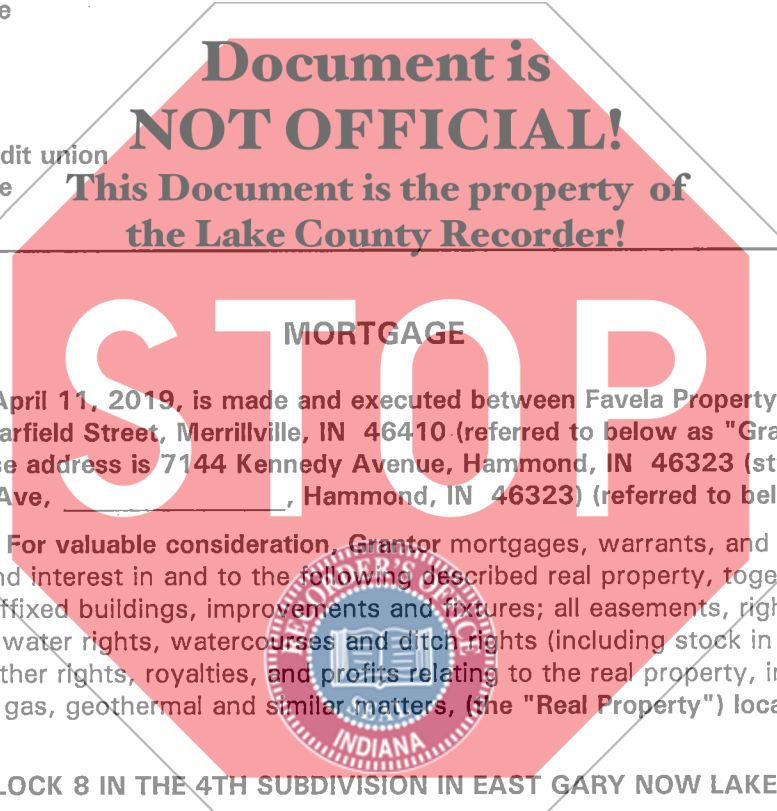 e
Document is
NOT OFFICIAL!
dit union
e
This Document is the property of
the Lake County Recorder!
STOP
MORTGAGE
April 11, 2019, is made and executed between Favela Property
arfield Street, Merrillville, IN 46410 (referred to below as "Gra
se address is 7144 Kennedy Avenue, Hammond, IN 46323 (st
Ave, ____________________, Hammond, IN 46323) (referred to bel
For valuable consideration, Grantor mortgages, warrants, and
nd interest in and to the following described real property, toge
ffixed buildings, improvements and fixtures; all easements, righ
water rights, watercourses and ditch rights (including stock in
ther rights, royalties, and profits relating to the real property, in
gas, geothermal and similar matters, (the "Real Property") loca
RECORDER'S OFFICE
SEAL
INDIANA
LOCK 8 IN THE 4TH SUBDIVISION IN EAST GARY NOW LAKE